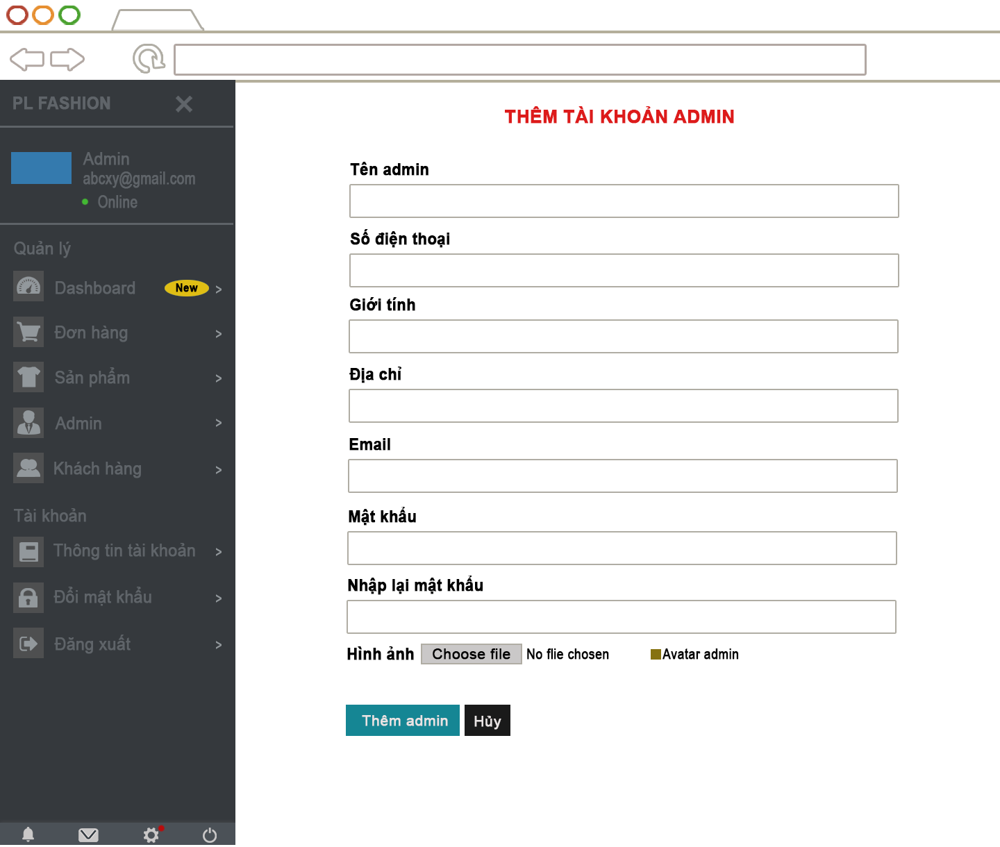 PL FASHION
THÊM TÀI KHOẢN ADMIN
Admin
abcxy@gmail.com
Online
Quản lý
Dashboard New >
Đơn hàng >
Sản phẩm >
Admin >
Khách hàng >
Tài khoản
Thông tin tài khoản >
Đổi mật khẩu >
Đăng xuất >
Tên admin
Số điện thoại
Giới tính
Địa chỉ
Email
Mật khẩu
Nhập lại mật khẩu
Hình ảnh Choose file No flie chosen Avatar admin
Thêm admin Hủy